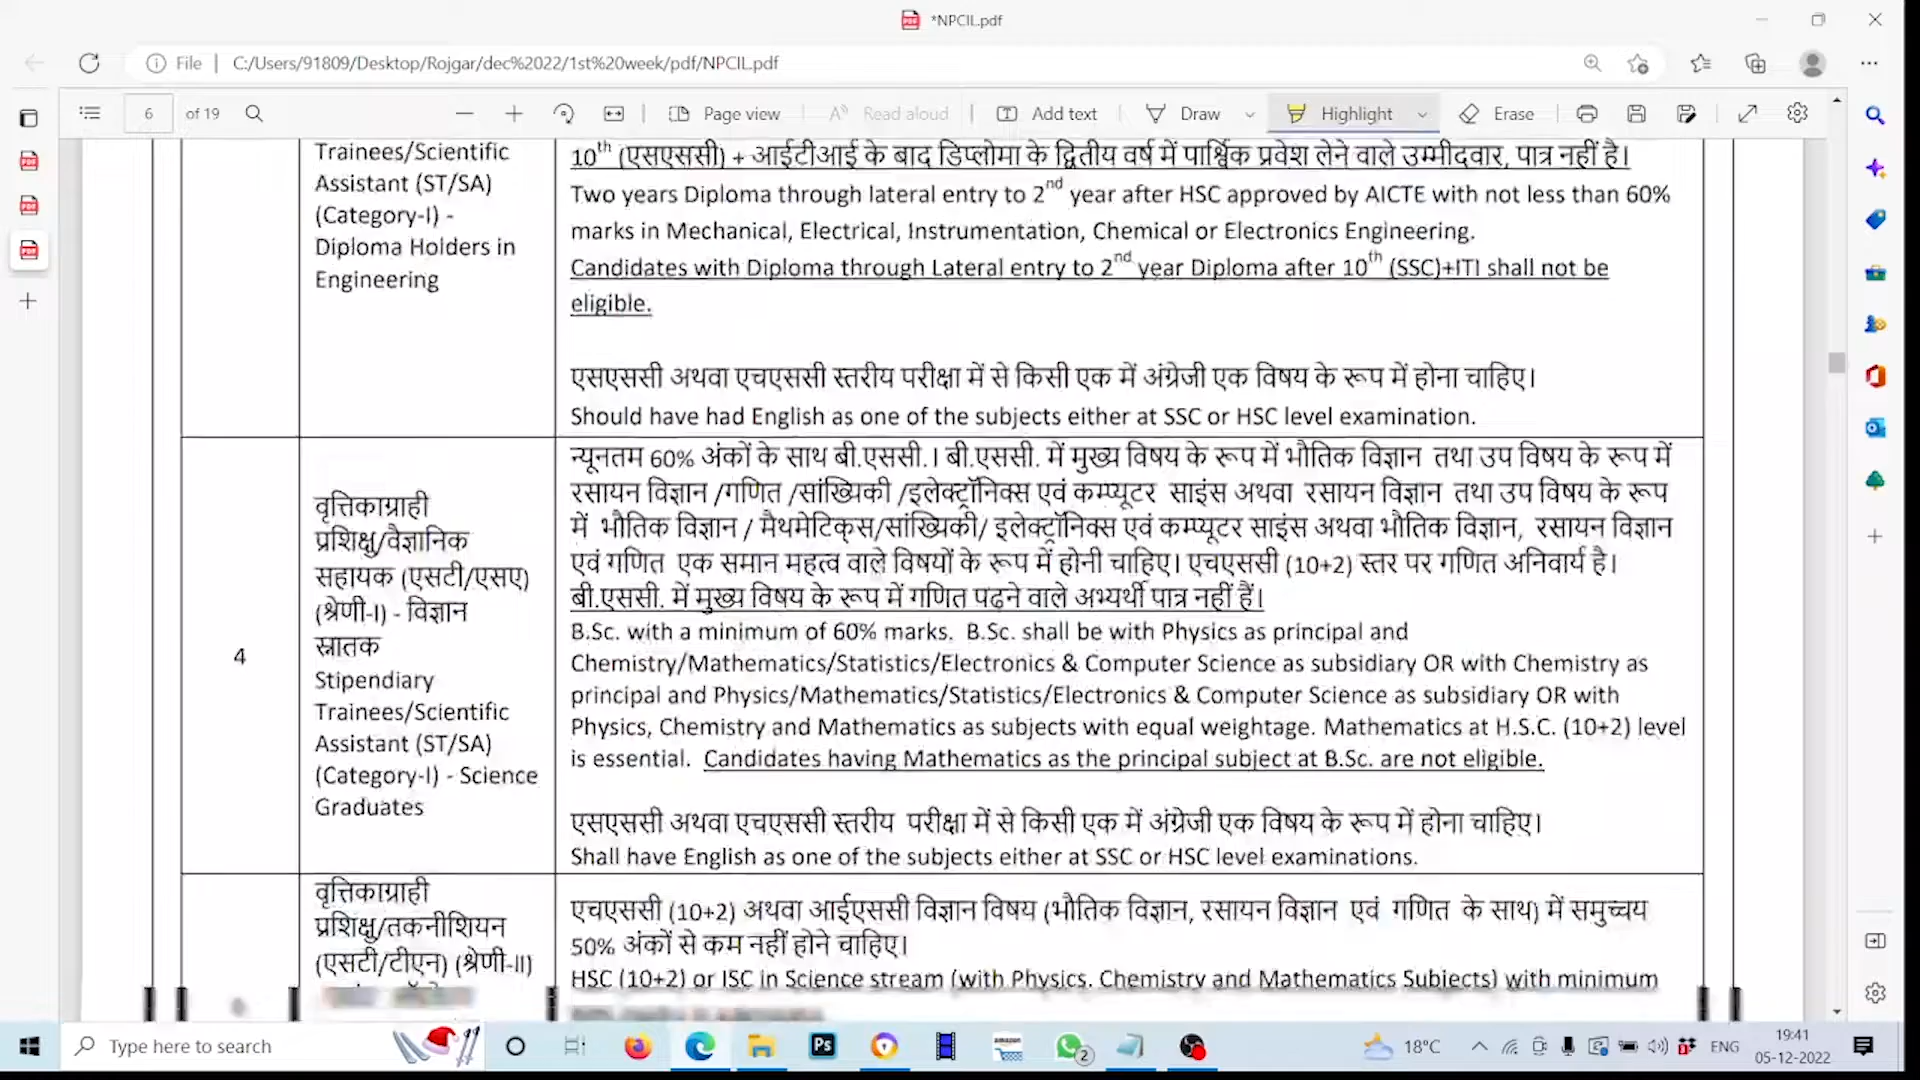 *NPCIL.pdf
File | C:/Users/91809/Desktop/Rojgar/dec%2022/1st%20week/pdf/NPCIL.pdf
6 of 19
Page view
Read aloud
Add text
Draw
Highlight
Erase
Trainees/Scientific
Assistant (ST/SA)
(Category-I) -
Diploma Holders in
Engineering
10th (एसएससी) + आईटीआई के बाद डिप्लोमा के द्वितीय वर्ष में पार्श्विक प्रवेश लेने वाले उम्मीदवार, पात्र नहीं है।
Two years Diploma through lateral entry to 2nd year after HSC approved by AICTE with not less than 60%
marks in Mechanical, Electrical, Instrumentation, Chemical or Electronics Engineering.
Candidates with Diploma through Lateral entry to 2nd year Diploma after 10th (SSC)+ITI shall not be
eligible.
एसएससी अथवा एचएससी स्तरीय परीक्षा में से किसी एक में अंग्रेजी एक विषय के रूप में होना चाहिए।
Should have had English as one of the subjects either at SSC or HSC level examination.
4
वृत्तिकाग्राही
प्रशिक्षु/वैज्ञानिक
सहायक (एसटी/एसए)
(श्रेणी-I) - विज्ञान
स्नातक
Stipendiary
Trainees/Scientific
Assistant (ST/SA)
(Category-I) - Science
Graduates
न्यूनतम 60% अंकों के साथ बी.एससी.। बी.एससी. में मुख्य विषय के रूप में भौतिक विज्ञान तथा उप विषय के रूप में
रसायन विज्ञान /गणित /सांख्यिकी /इलेक्ट्रॉनिक्स एवं कम्प्यूटर साइंस अथवा रसायन विज्ञान तथा उप विषय के रूप
में भौतिक विज्ञान / मैथमेटिक्स/सांख्यिकी/ इलेक्ट्रॉनिक्स एवं कम्प्यूटर साइंस अथवा भौतिक विज्ञान, रसायन विज्ञान
एवं गणित एक समान महत्व वाले विषयों के रूप में होनी चाहिए। एचएससी (10+2) स्तर पर गणित अनिवार्य है।
बी.एससी. में मुख्य विषय के रूप में गणित पढने वाले अभ्यर्थी पात्र नहीं हैं।
B.Sc. with a minimum of 60% marks. B.Sc. shall be with Physics as principal and
Chemistry/Mathematics/Statistics/Electronics & Computer Science as subsidiary OR with Chemistry as
principal and Physics/Mathematics/Statistics/Electronics & Computer Science as subsidiary OR with
Physics, Chemistry and Mathematics as subjects with equal weightage. Mathematics at H.S.C. (10+2) level
is essential. Candidates having Mathematics as the principal subject at B.Sc. are not eligible.
एसएससी अथवा एचएससी स्तरीय परीक्षा में से किसी एक में अंग्रेजी एक विषय के रूप में होना चाहिए।
Shall have English as one of the subjects either at SSC or HSC level examinations.
वृत्तिकाग्राही
प्रशिक्षु/तकनीशियन
(एसटी/टीएन) (श्रेणी-II)
एचएससी (10+2) अथवा आईएससी विज्ञान विषय (भौतिक विज्ञान, रसायन विज्ञान एवं गणित के साथ) में समुच्चय
50% अंकों से कम नहीं होने चाहिए।
HSC (10+2) or ISC in Science stream (with Physics, Chemistry and Mathematics Subjects) with minimum
Type here to search
Ps
amazon
2
18°C
ENG
19:41
05-12-2022